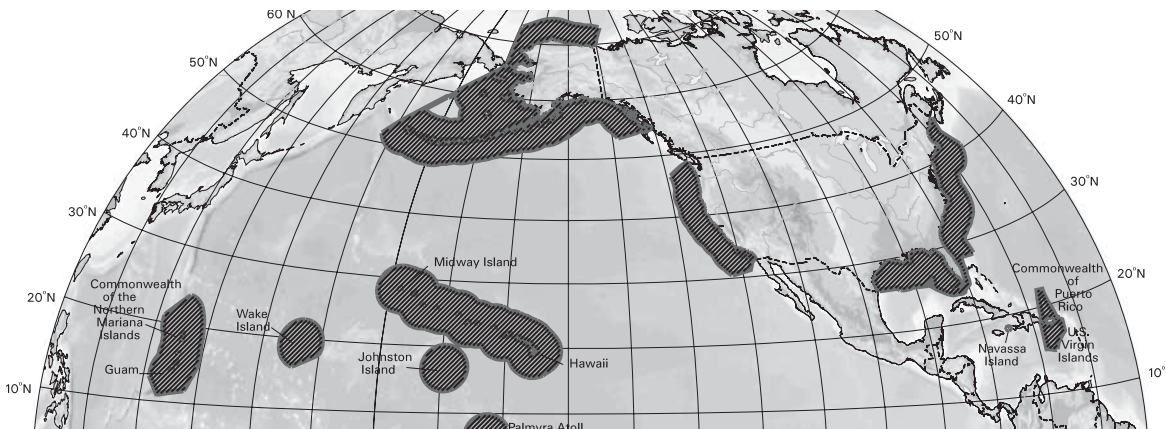 60°N
50°N
40°N
30°N
20°N
10°N
50°N
40°N
30°N
20°N
10°
Commonwealth
of the
Northern
Mariana
Islands
Guam
Wake
Island
Midway Island
Johnston
Island
Hawaii
Palmyra Atoll
Commonwealth
of
Puerto
Rico
Navassa
Island
U.S.
Virgin
Islands